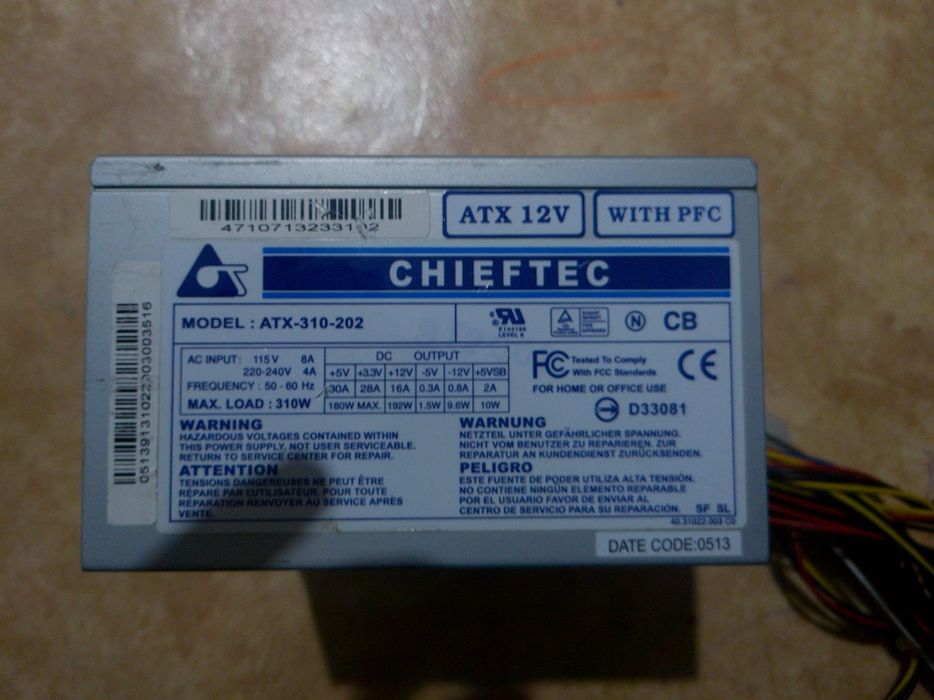 4710713233102
ATX 12V
WITH PFC
CHIEFTEC
MODEL : ATX-310-202
CB
AC INPUT : 115V 8A
220-240V 4A
FREQUENCY : 50 - 60 Hz
MAX. LOAD : 310W
DC OUTPUT
+5V +3.3V +12V -5V -12V +5VSB
30A 28A 16A 0.3A 0.8A 2A
180W MAX. 192W 1.5W 9.6W 10W
FC Tested To Comply
With FCC Standards
FOR HOME OR OFFICE USE
CE
D33081
WARNING
HAZARDOUS VOLTAGES CONTAINED WITHIN
THIS POWER SUPPLY, NOT USER SERVICEABLE.
RETURN TO SERVICE CENTER FOR REPAIR.
ATTENTION
TENSIONS DANGEREUSES NE PEUT ÊTRE
RÉPARÉ PAR L'UTILISATEUR. POUR TOUTE
RÉPARATION RENVOYER AU SERVICE APRÈS
VENTE.
WARNUNG
NETZTEIL UNTER GEFÄHRLICHER SPANNUNG.
NICHT VOM BENUTZER ZU REPARIEREN. ZUR
REPARATUR AN KUNDENDIENST ZURÜCKSENDEN.
PELIGRO
ESTE FUENTE DE PODER UTILIZA ALTA TENSIÓN.
NO CONTIENE NINGÚN ELEMENTO REPARABLE
POR EL USUARIO FAVOR DE ENVIAR AL
CENTRO DE SERVICIO PARA SU REPARACIÓN. SF SL
40.31022.003 C0
DATE CODE:0513